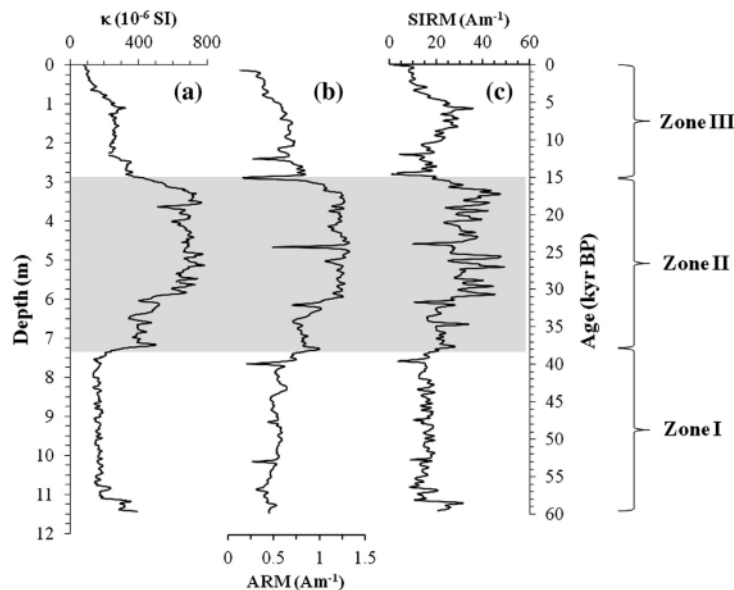 κ (10⁻⁶ SI)
0 400 800
SIRM (Am⁻¹)
0 20 40 60
(a)
(b)
(c)
Depth (m)
0
1
2
3
4
5
6
7
8
9
10
11
12
Age (kyr BP)
0
5
10
15
20
25
30
35
40
45
50
55
60
Zone III
Zone II
Zone I
0 0.5 1 1.5
ARM (Am⁻¹)